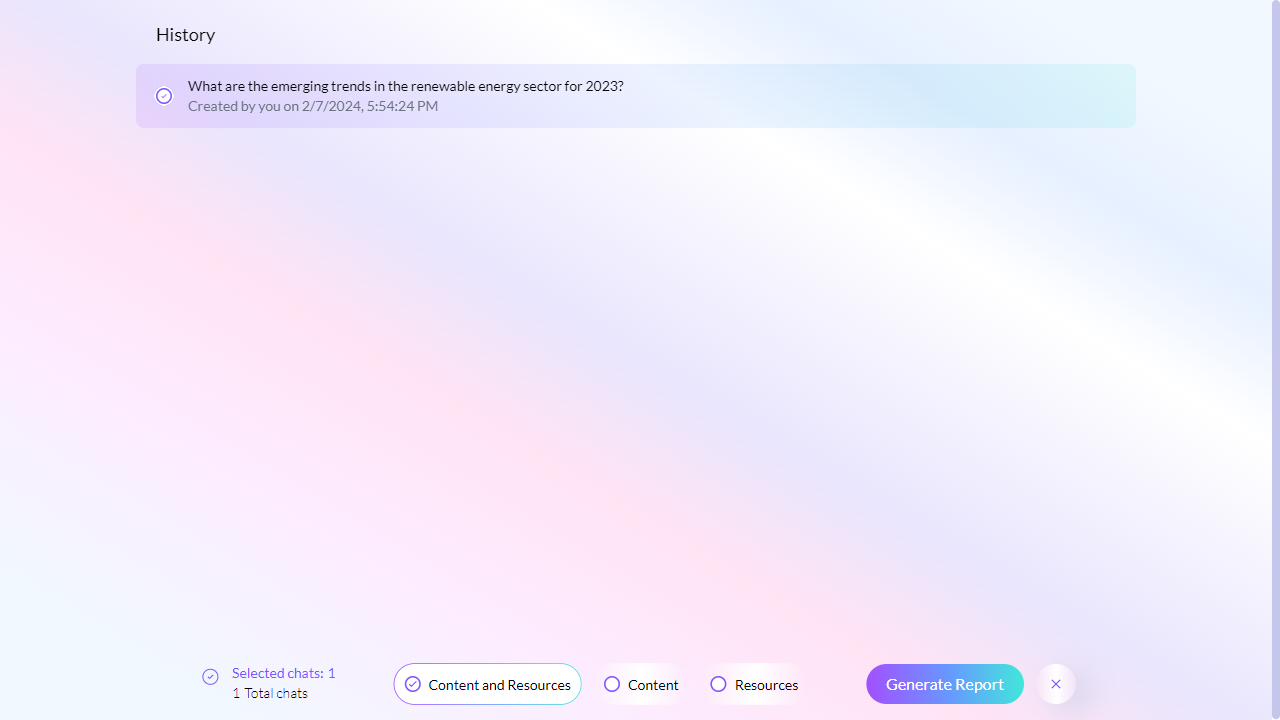 History
What are the emerging trends in the renewable energy sector for 2023?
Created by you on 2/7/2024, 5:54:24 PM
Selected chats: 1
1 Total chats
Content and Resources
Content
Resources
Generate Report